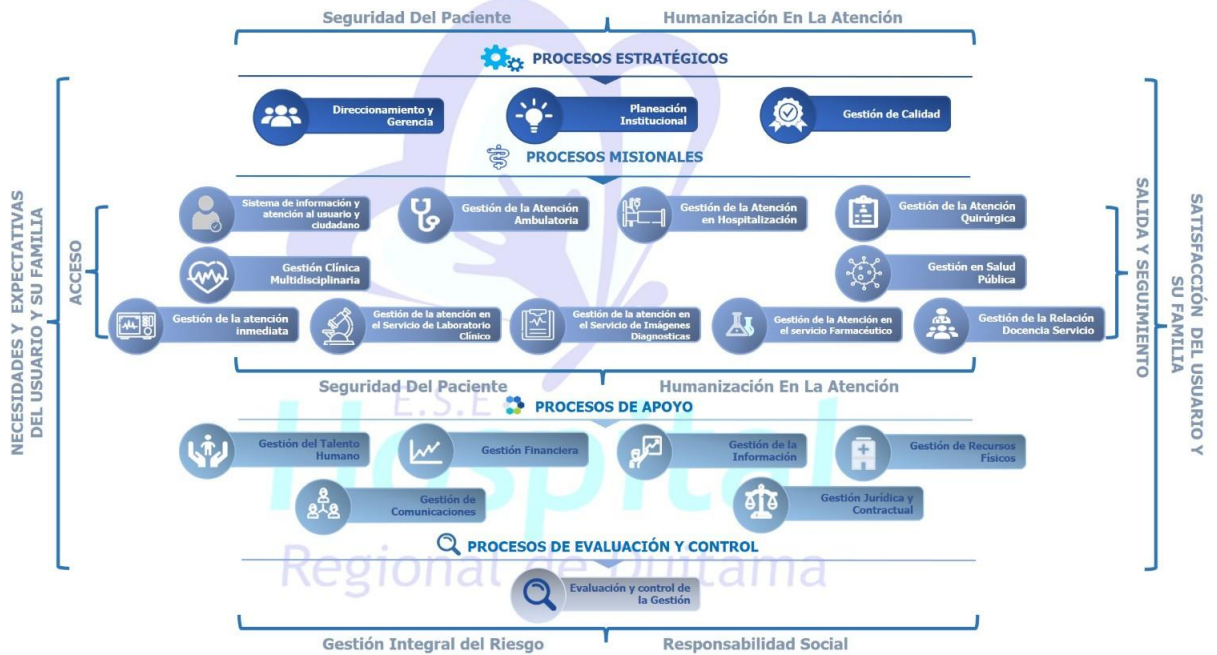 Seguridad Del Paciente
Humanización En La Atención
PROCESOS ESTRATÉGICOS
Direccionamiento y
Gerencia
Planeación
Institucional
Gestión de Calidad
PROCESOS MISIONALES
NECESIDADES Y EXPECTATIVAS
DEL USUARIO Y SU FAMILIA
ACCESO
Sistema de información y
atención al usuario y
ciudadano
Gestión de la Atención
Ambulatoria
Gestión de la Atención
en Hospitalización
Gestión de la Atención
Quirúrgica
Gestión Clínica
Multidisciplinaria
Gestión en Salud
Pública
Gestión de la atención
inmediata
Gestión de la atención en
el Servicio de Laboratorio
Clínico
Gestión de la atención en
el Servicio de Imágenes
Diagnosticas
Gestión de la Atención en
el servicio Farmacéutico
Gestión de la Relación
Docencia Servicio
SALIDA Y SEGUIMIENTO
SATISFACCIÓN DEL USUARIO Y
SU FAMILIA
Seguridad Del Paciente
Humanización En La Atención
E.S.E
PROCESOS DE APOYO
Gestión del Talento
Humano
Gestión Financiera
Gestión de la
Información
Gestión de Recursos
Físicos
Hospital
Gestión de
Comunicaciones
Gestión Jurídica y
Contractual
PROCESOS DE EVALUACIÓN Y CONTROL
Regional de Duitama
Evaluación y control de
la Gestión
Gestión Integral del Riesgo
Responsabilidad Social